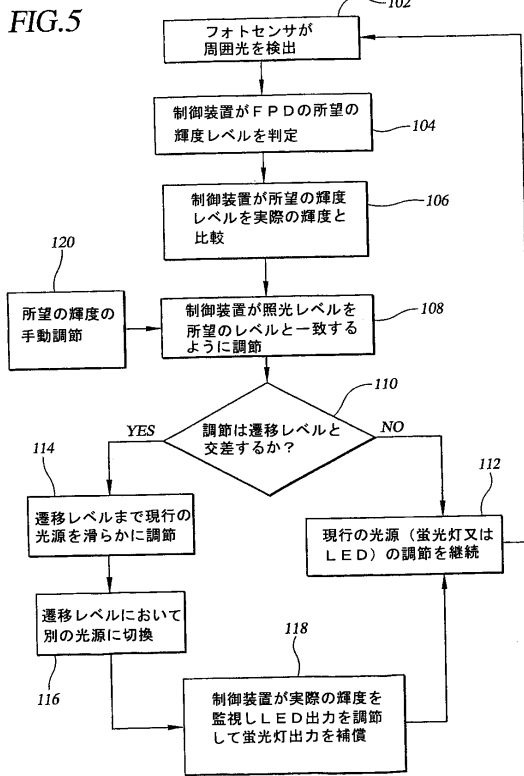 FIG.5
102
フォトセンサが
周囲光を検出
制御装置がFPDの所望の
輝度レベルを判定
104
制御装置が所望の輝度
レベルを実際の輝度と
比較
106
120
所望の輝度の
手動調節
制御装置が照光レベルを
所望のレベルと一致する
ように調節
108
110
調節は遷移レベルと
交差するか？
YES
NO
114
遷移レベルまで現行の
光源を滑らかに調節
112
現行の光源（蛍光灯又は
LED）の調節を継続
遷移レベルにおいて
別の光源に切換
116
118
制御装置が実際の輝度を
監視しLED出力を調節
して蛍光灯出力を補償